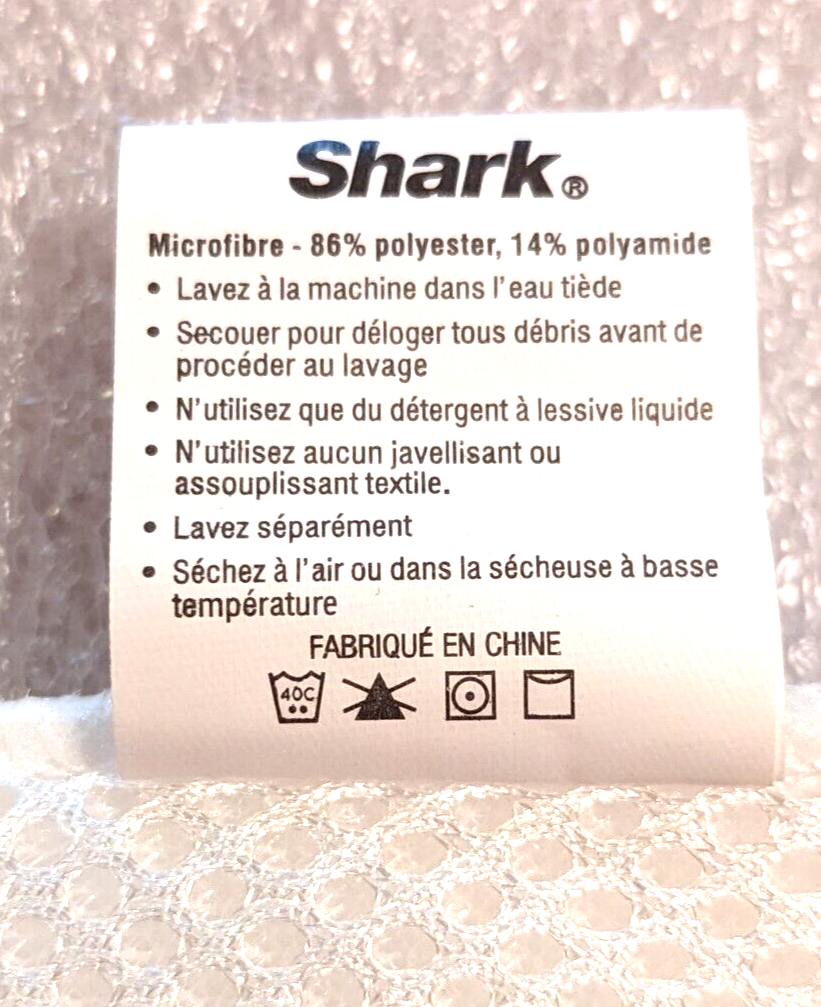 Shark®
Microfibre - 86% polyester, 14% polyamide
• Lavez à la machine dans l'eau tiède
• Secouer pour déloger tous débris avant de
procéder au lavage
• N'utilisez que du détergent à lessive liquide
• N'utilisez aucun javellisant ou
assouplissant textile.
• Lavez séparément
• Séchez à l'air ou dans la sécheuse à basse
température
FABRIQUÉ EN CHINE
40C